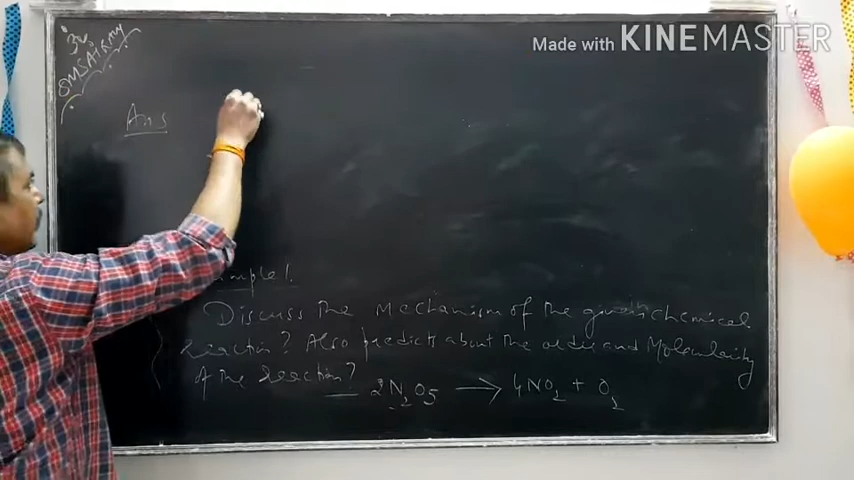 Made with KINEMASTER
Ans
mple 1.
Discuss the Mechanism of the given chemical
reaction? Also predicts about the order and Molecularity
of the reaction?
2N2O5 → 4NO2 + O2